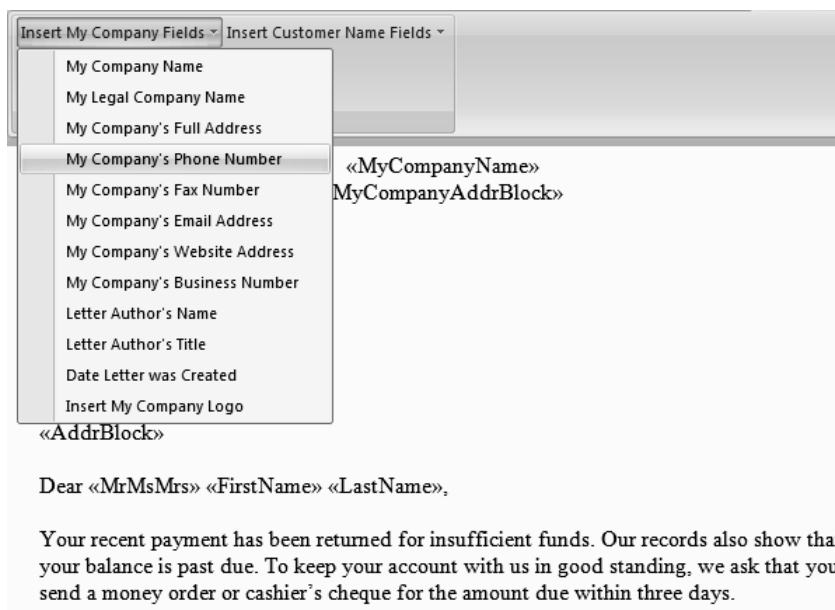 Insert My Company Fields Insert Customer Name Fields
My Company Name
My Legal Company Name
My Company's Full Address
My Company's Phone Number
My Company's Fax Number
My Company's Email Address
My Company's Website Address
My Company's Business Number
Letter Author's Name
Letter Author's Title
Date Letter was Created
Insert My Company Logo
«MyCompanyName»
MyCompanyAddrBlock»
«AddrBlock»
Dear «MrMsMrs» «FirstName» «LastName»,
Your recent payment has been returned for insufficient funds. Our records also show tha
your balance is past due. To keep your account with us in good standing, we ask that you
send a money order or cashier’s cheque for the amount due within three days.